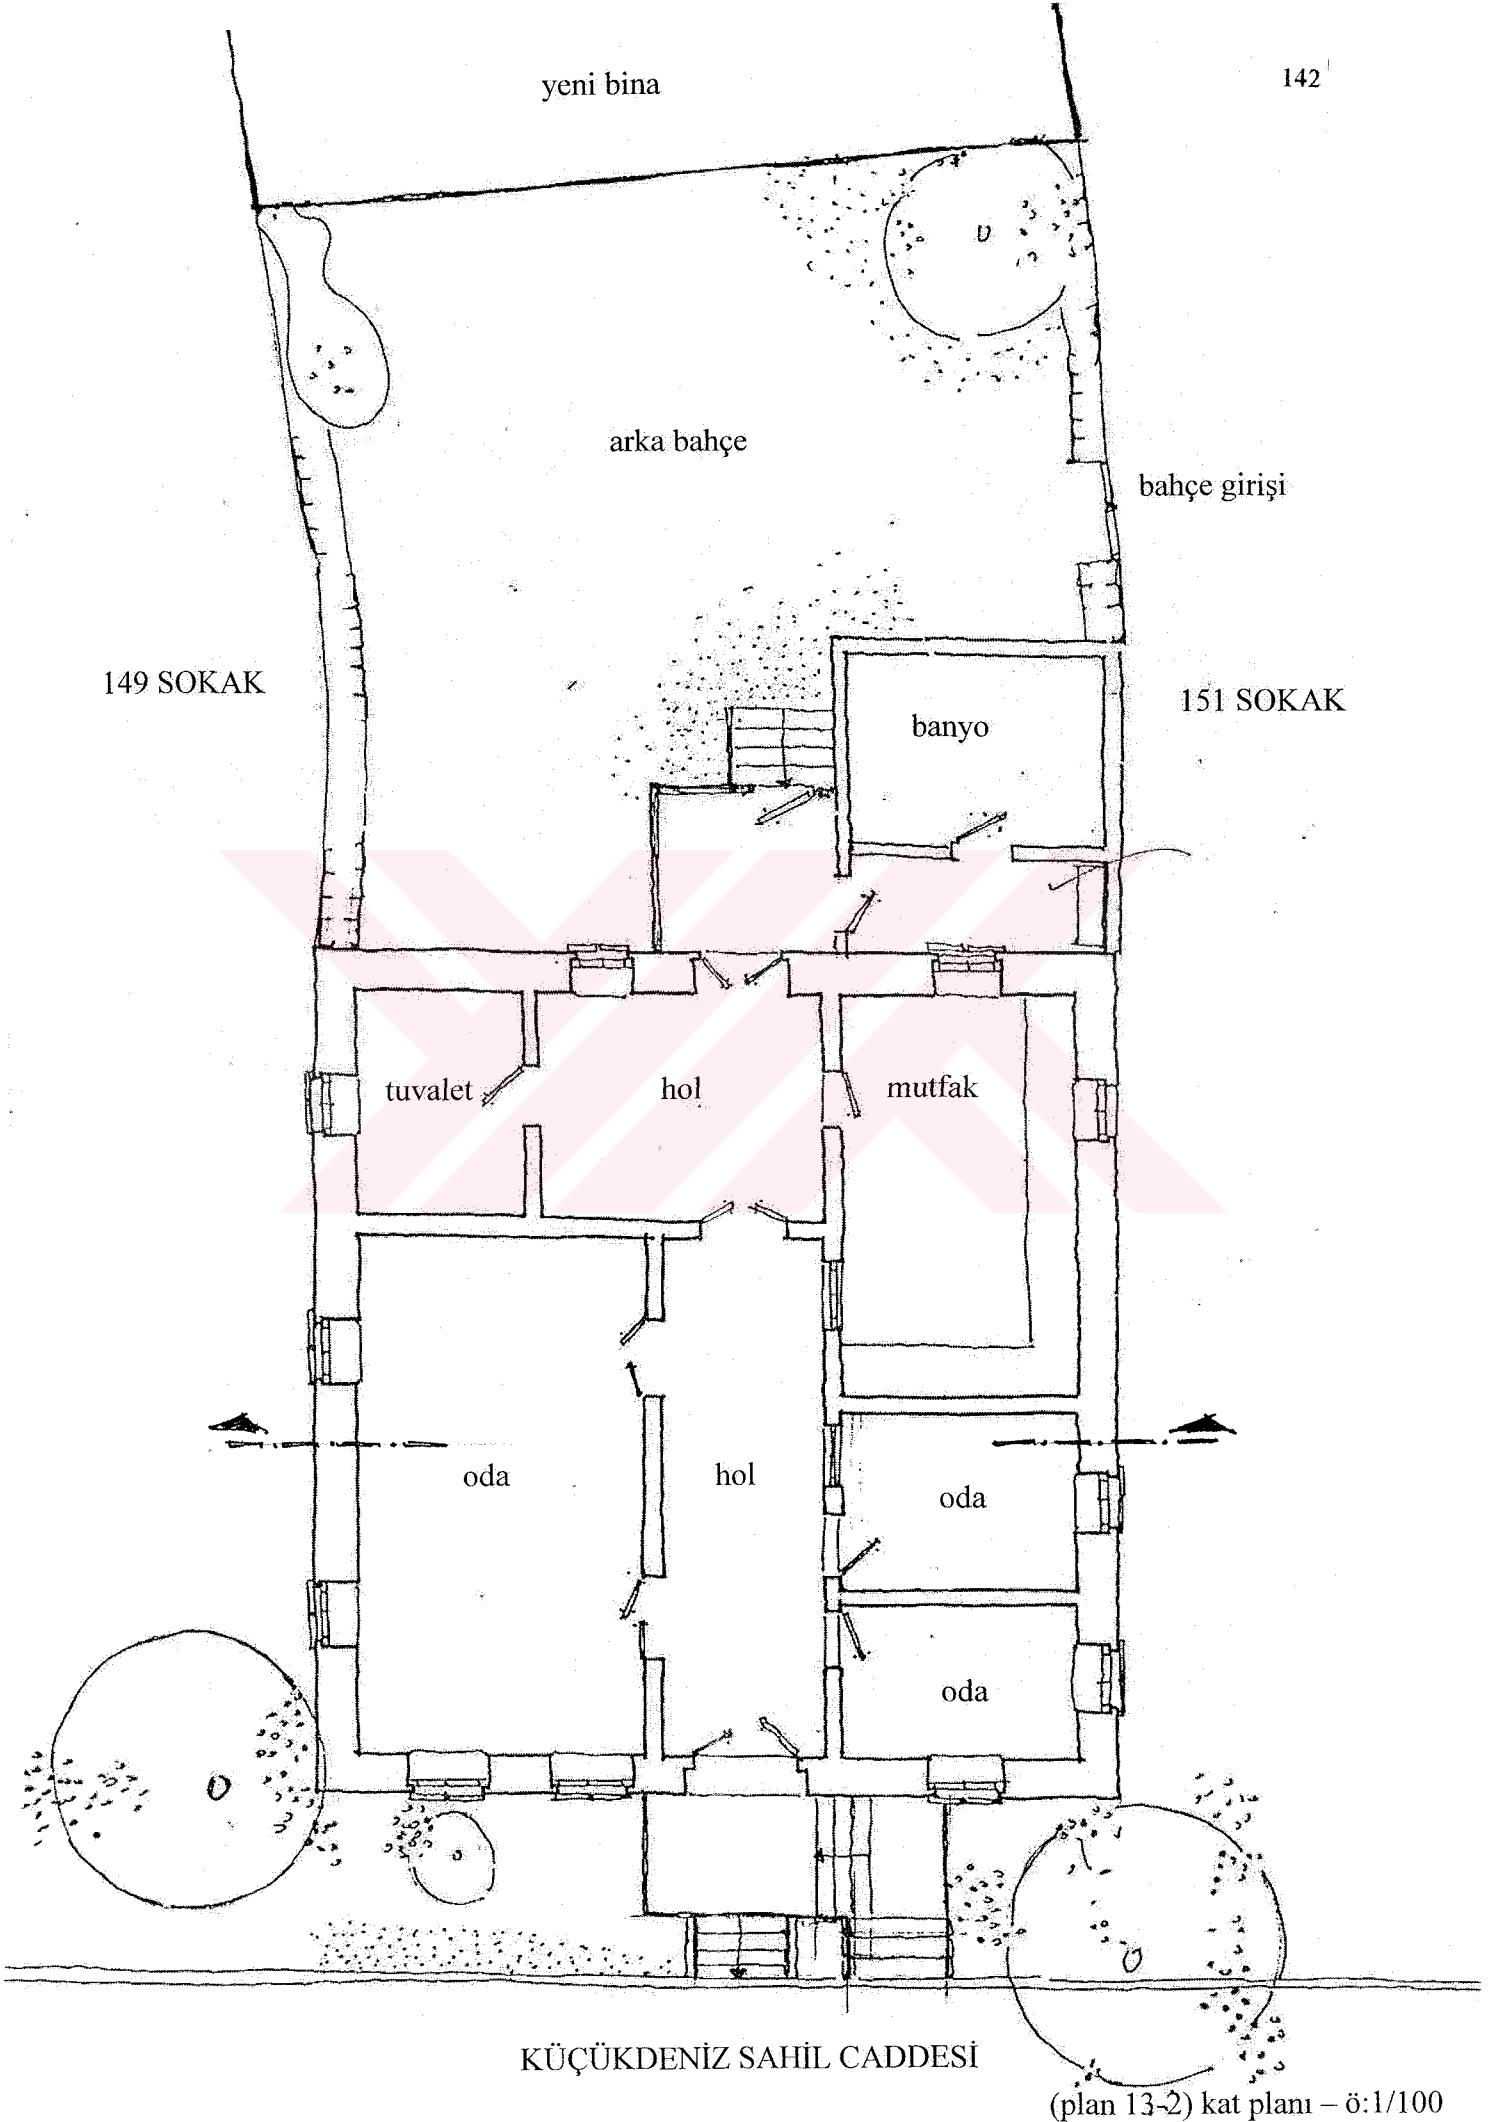 142
yeni bina
arka bahçe
bahçe girişi
149 SOKAK
151 SOKAK
banyo
tuvalet
hol
mutfak
oda
hol
oda
oda
KÜÇÜKDENİZ SAHİL CADDESİ
(plan 13-2) kat planı – ö:1/100